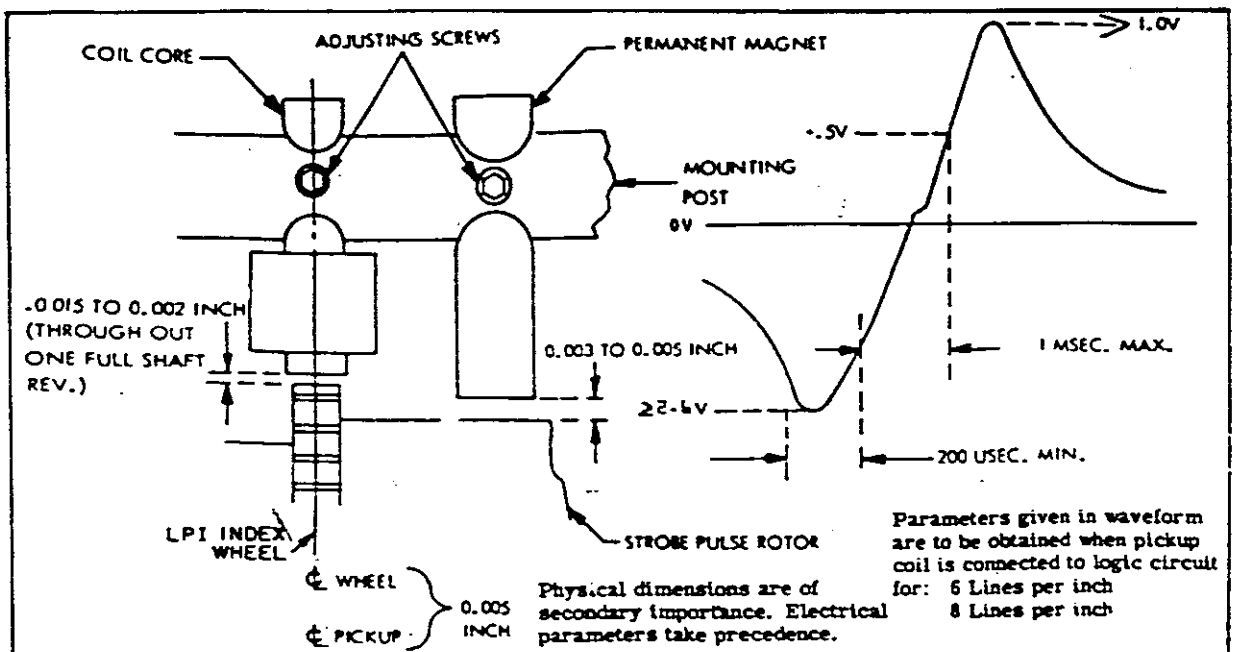 COIL CORE
ADJUSTING SCREWS
PERMANENT MAGNET
1.0V
+.5V
MOUNTING
POST
0V
.0015 TO 0.002 INCH
(THROUGH OUT
ONE FULL SHAFT
REV.)
0.003 TO 0.005 INCH
1 MSEC. MAX.
200 USEC. MIN.
LPI INDEX
WHEEL
STROBE PULSE ROTOR
℄ WHEEL
℄ PICKUP
0.005
INCH
Physical dimensions are of
secondary importance. Electrical
parameters take precedence.
Parameters given in waveform
are to be obtained when pickup
coil is connected to logic circuit
for: 6 Lines per inch
8 Lines per inch